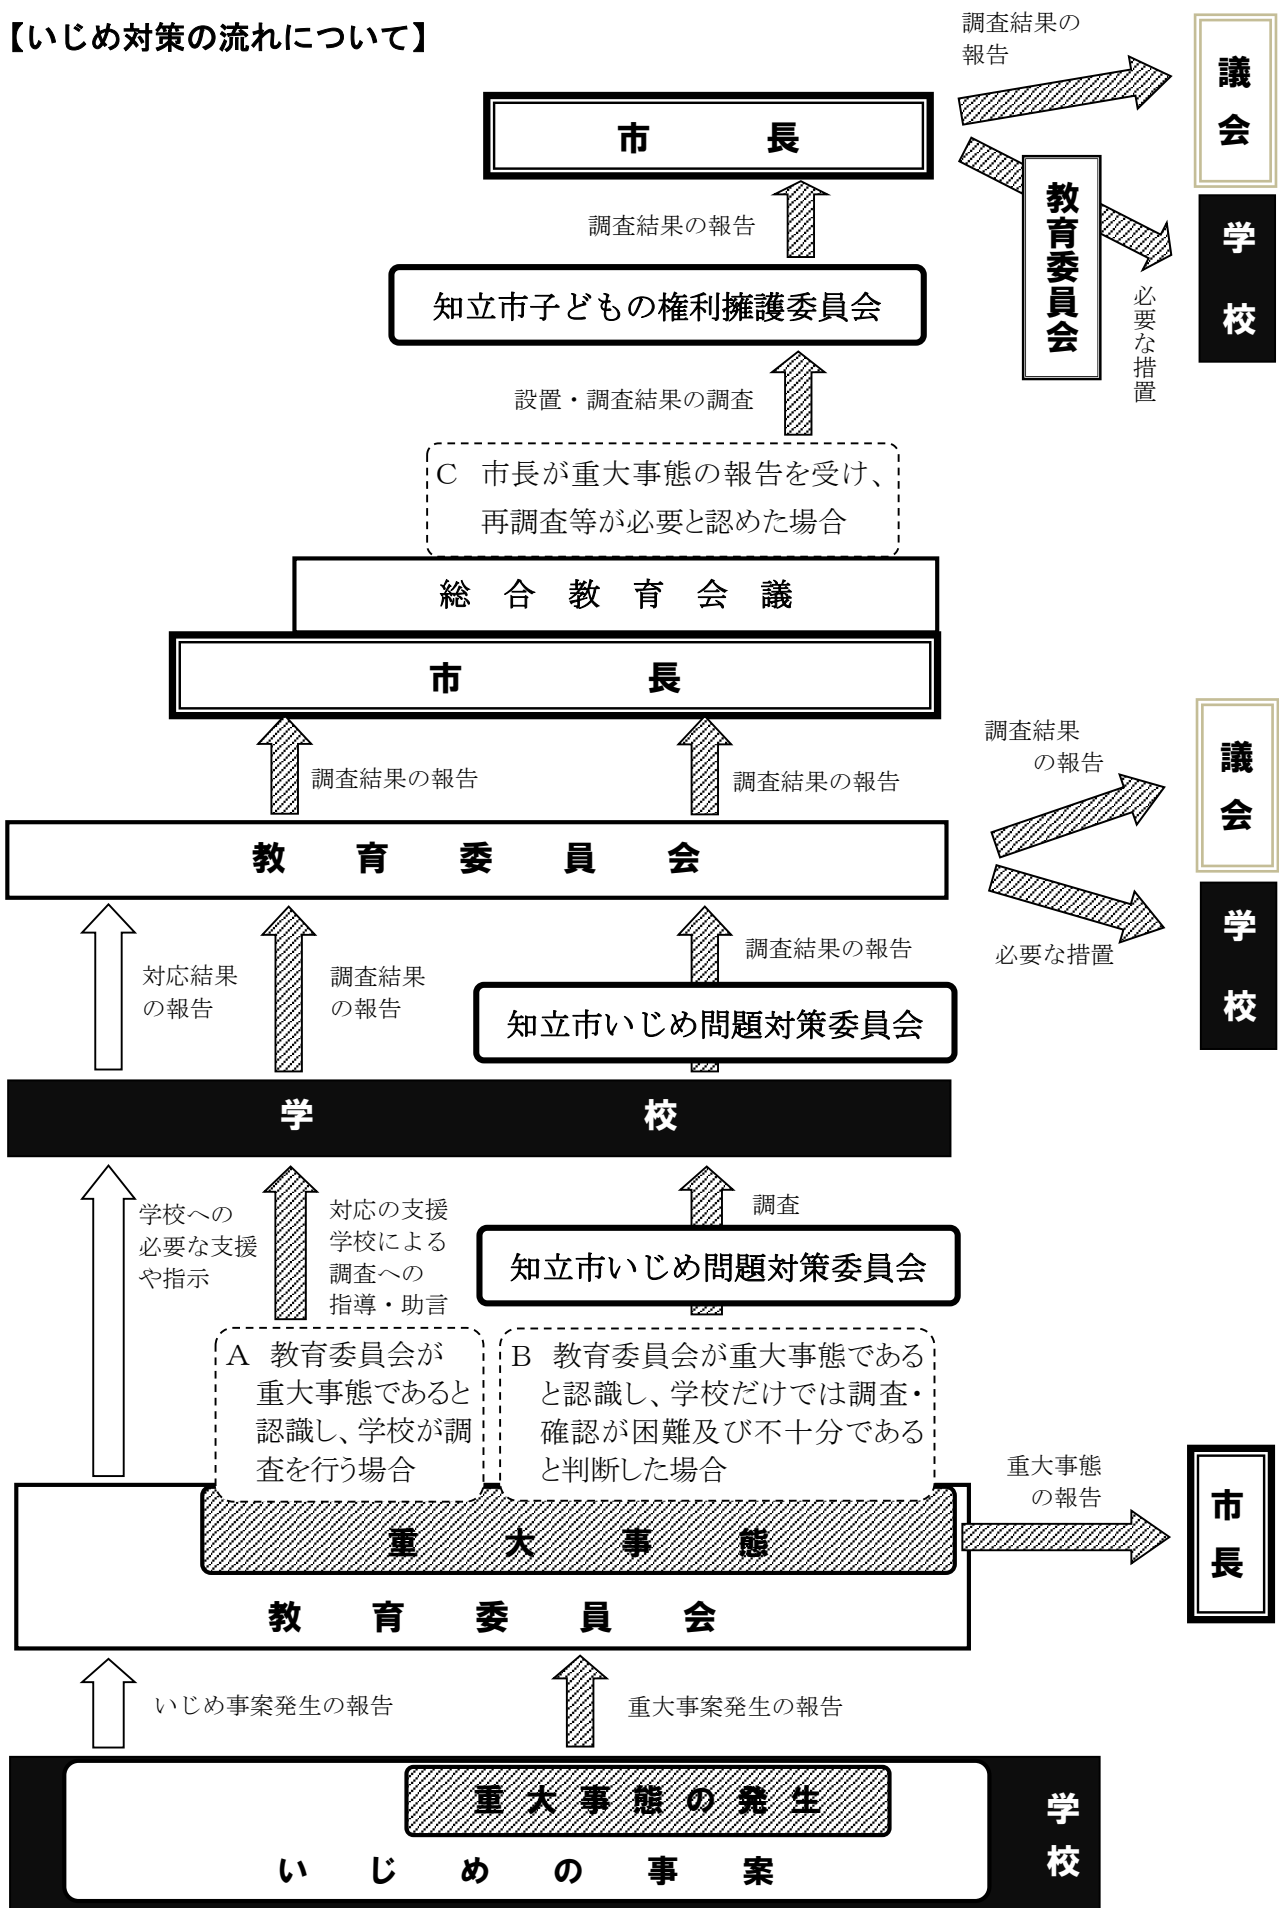 【いじめ対策の流れについて】
調査結果の
報告
議
会
市長
教育委員会
学
校
必要な措置
調査結果の報告
知立市子どもの権利擁護委員会
設置・調査結果の調査
C 市長が重大事態の報告を受け、
再調査等が必要と認めた場合
総合教育会議
市長
調査結果の報告
調査結果の報告
調査結果
の報告
議
会
教育委員会
学
校
必要な措置
対応結果
の報告
調査結果
の報告
調査結果の報告
知立市いじめ問題対策委員会
学校
学校への
必要な支援
や指示
対応の支援
学校による
調査への
指導・助言
調査
知立市いじめ問題対策委員会
A 教育委員会が
重大事態であると
認識し、学校が調
査を行う場合
B 教育委員会が重大事態である
と認識し、学校だけでは調査・
確認が困難及び不十分である
と判断した場合
重大事態
の報告
市
長
重大事態
教育委員会
いじめ事案発生の報告
重大事案発生の報告
重大事態の発生
いじめの事案
学
校